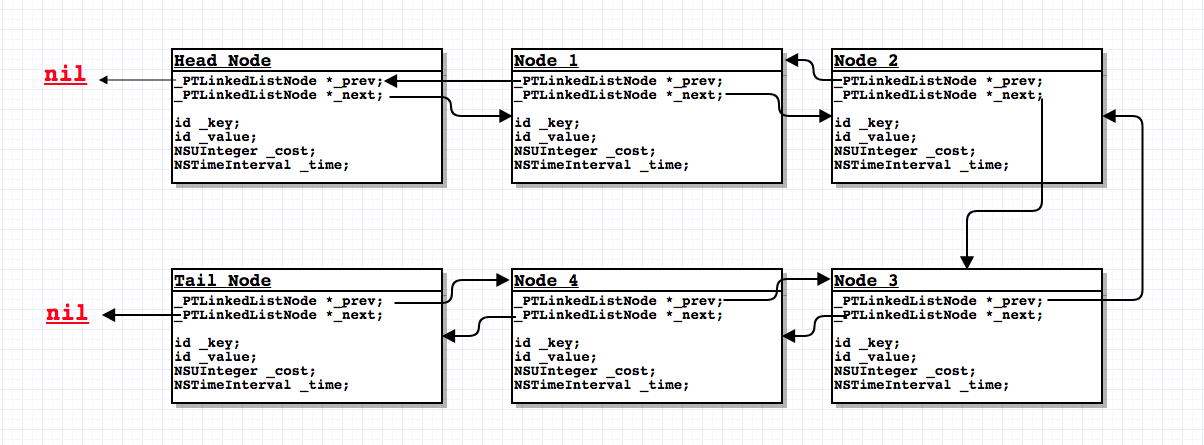 nil
Head Node
_PTLinkedListNode *_prev;
_PTLinkedListNode *_next;
id _key;
id _value;
NSUInteger _cost;
NSTimeInterval _time;
Node 1
_PTLinkedListNode *_prev;
_PTLinkedListNode *_next;
id _key;
id _value;
NSUInteger _cost;
NSTimeInterval _time;
Node 2
_PTLinkedListNode *_prev;
_PTLinkedListNode *_next;
id _key;
id _value;
NSUInteger _cost;
NSTimeInterval _time;
nil
Tail Node
_PTLinkedListNode *_prev;
_PTLinkedListNode *_next;
id _key;
id _value;
NSUInteger _cost;
NSTimeInterval _time;
Node 4
_PTLinkedListNode *_prev;
_PTLinkedListNode *_next;
id _key;
id _value;
NSUInteger _cost;
NSTimeInterval _time;
Node 3
_PTLinkedListNode *_prev;
_PTLinkedListNode *_next;
id _key;
id _value;
NSUInteger _cost;
NSTimeInterval _time;